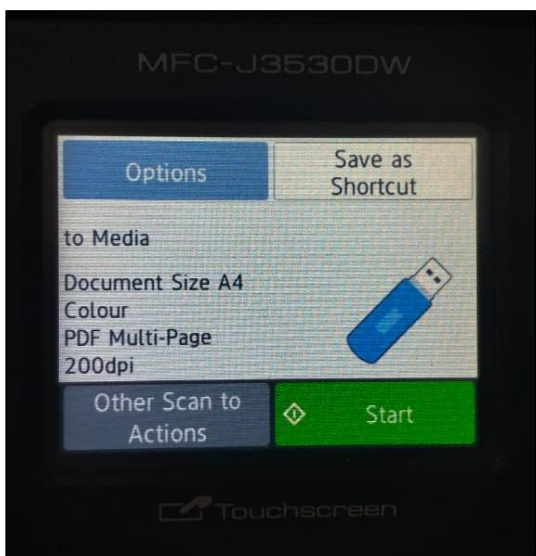 MFC-J3530DW
Options
Save as
Shortcut
to Media
Document Size A4
Colour
PDF Multi-Page
200dpi
Other Scan to
Actions
Start
Touchscreen